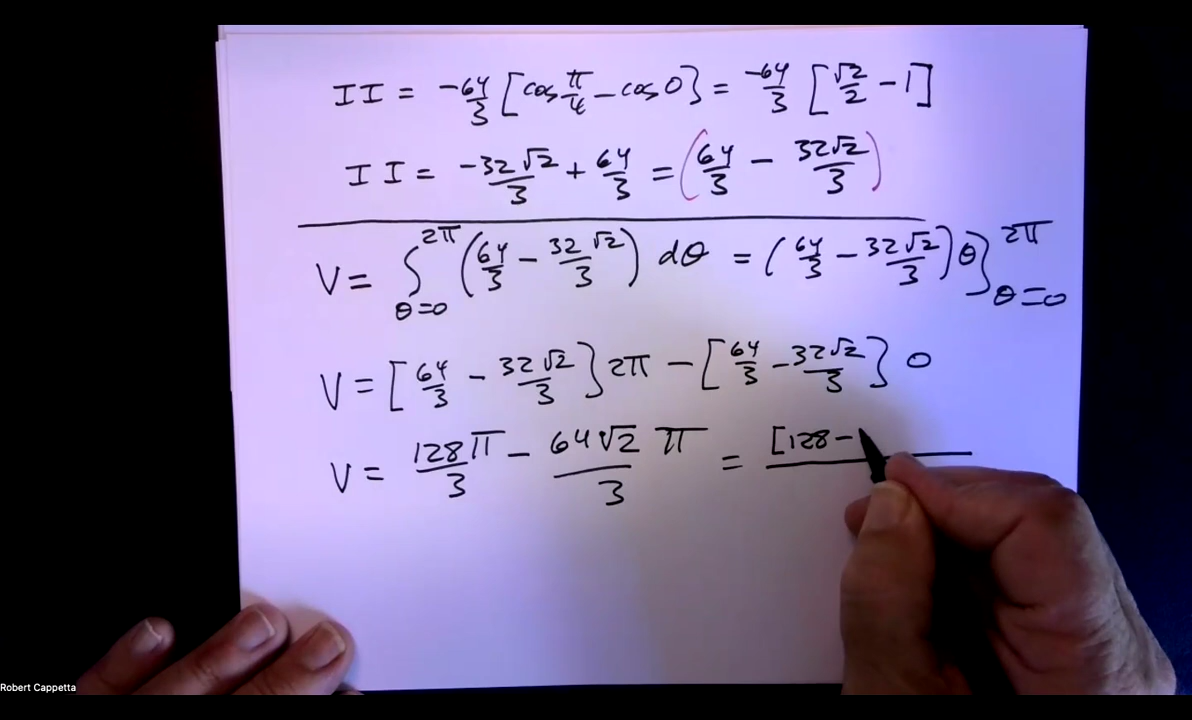 II = -64/3 [cos π/4 - cos 0] = -64/3 [√2/2 - 1]
II = -32√2/3 + 64/3 = (64/3 - 32√2/3)
V = ∫_{θ=0}^{2π} (64/3 - 32√2/3) dθ = (64/3 - 32√2/3)θ]_{θ=0}^{2π}
V = [64/3 - 32√2/3] 2π - [64/3 - 32√2/3] 0
V = 128π/3 - 64√2 π/3 = [128 -
Robert Cappetta